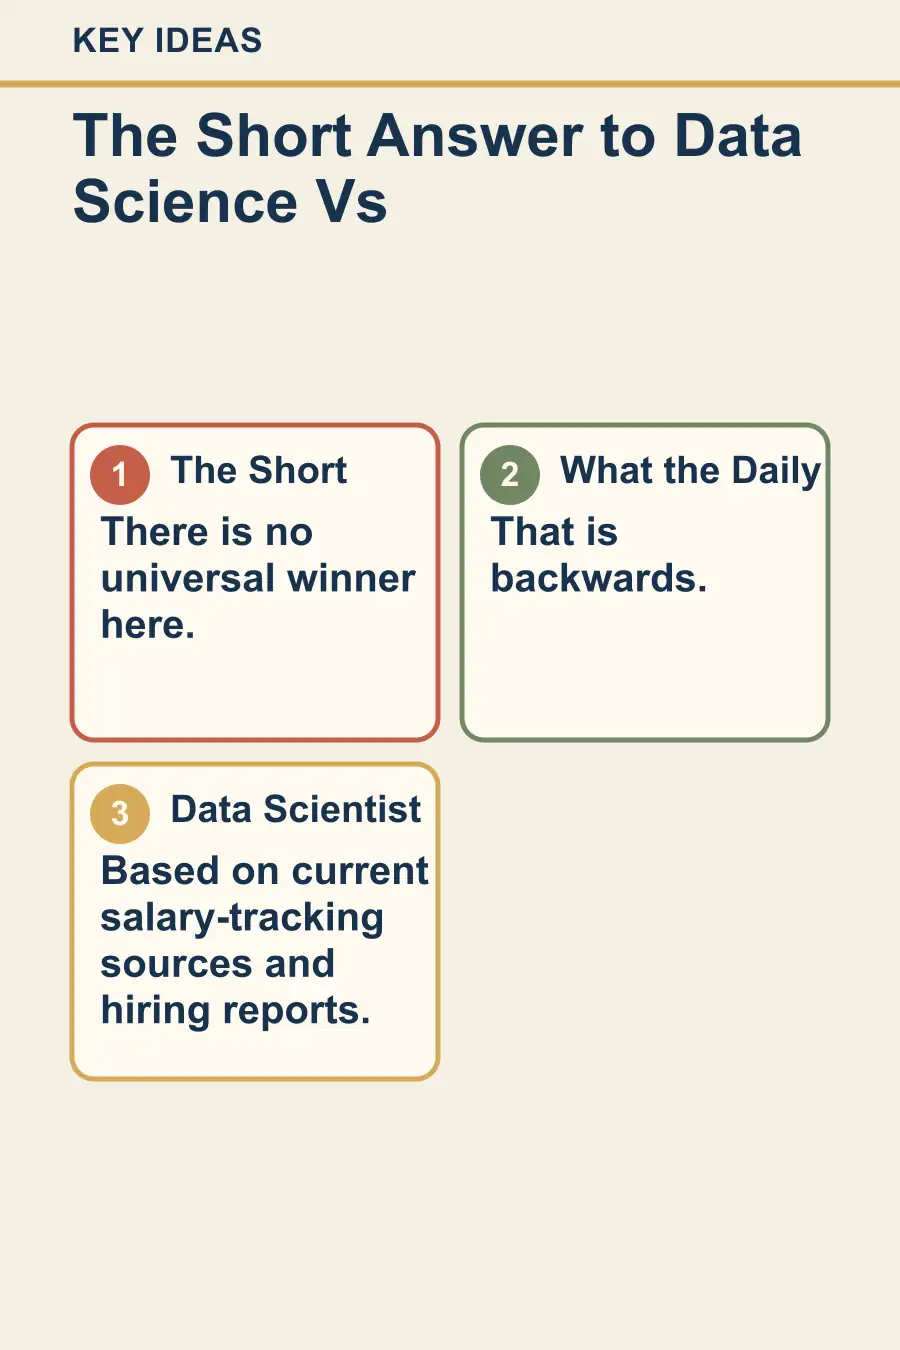 KEY IDEAS
The Short Answer to Data
Science Vs
1 The Short
There is no
universal winner
here.
2 What the Daily
That is
backwards.
3 Data Scientist
Based on current
salary-tracking
sources and
hiring reports.